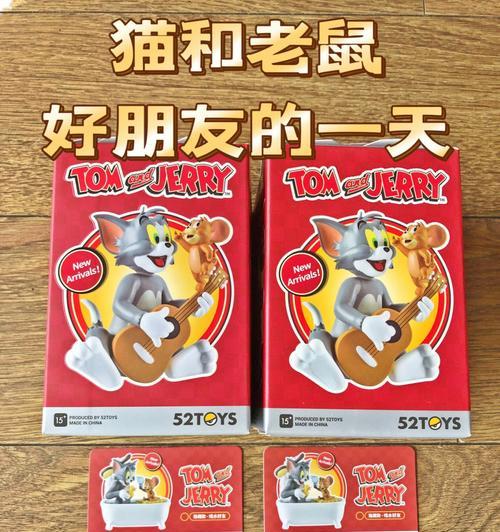 猫和老鼠
好朋友的一天
TOM and JERRY
TOM and JERRY
New Arrivals!
New Arrivals!
15+
PRODUCED BY 52TOYS
MADE IN CHINA
52TOYS
15+
PRODUCED BY 52TOYS
MADE IN CHINA
52TOYS
TOM and JERRY
TOM and JERRY